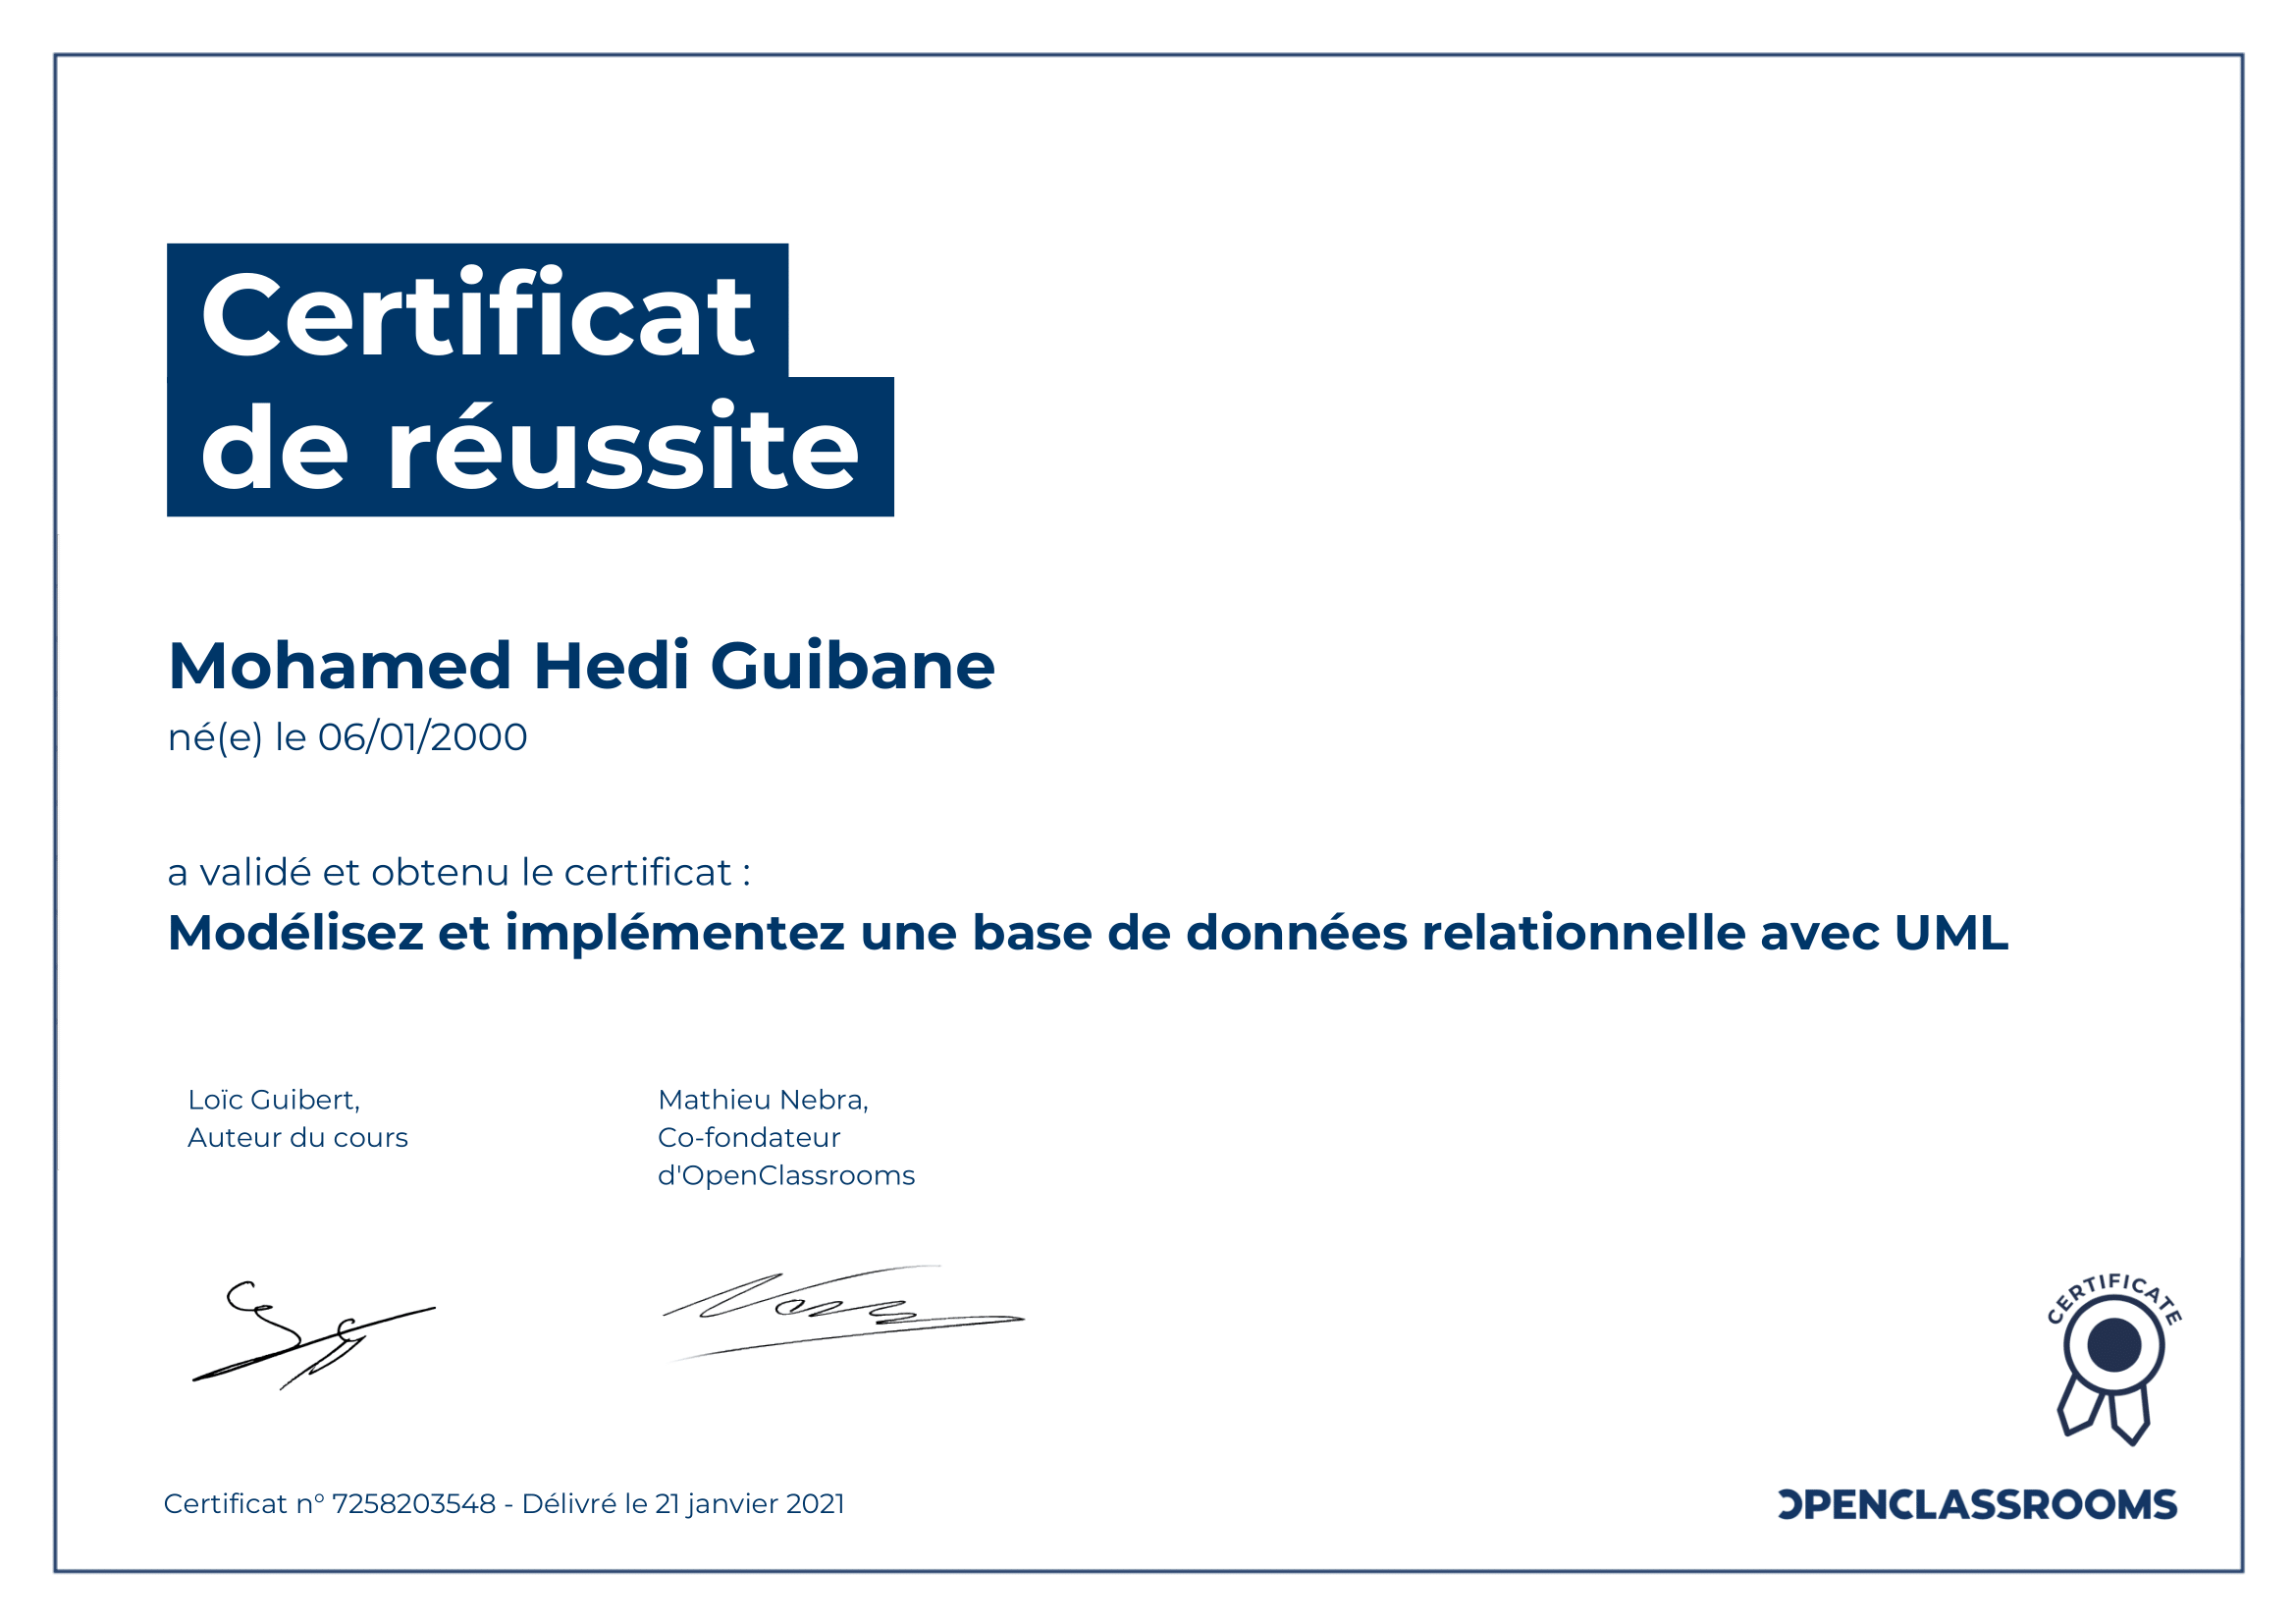 Certificat
de réussite
Mohamed Hedi Guibane
né(e) le 06/01/2000
a validé et obtenu le certificat :
Modélisez et implémentez une base de données relationnelle avec UML
Loïc Guibert,
Auteur du cours
Mathieu Nebra,
Co-fondateur
d'OpenClassrooms
CERTIFICATE
Certificat n° 7258203548 - Délivré le 21 janvier 2021
OPENCLASSROOMS